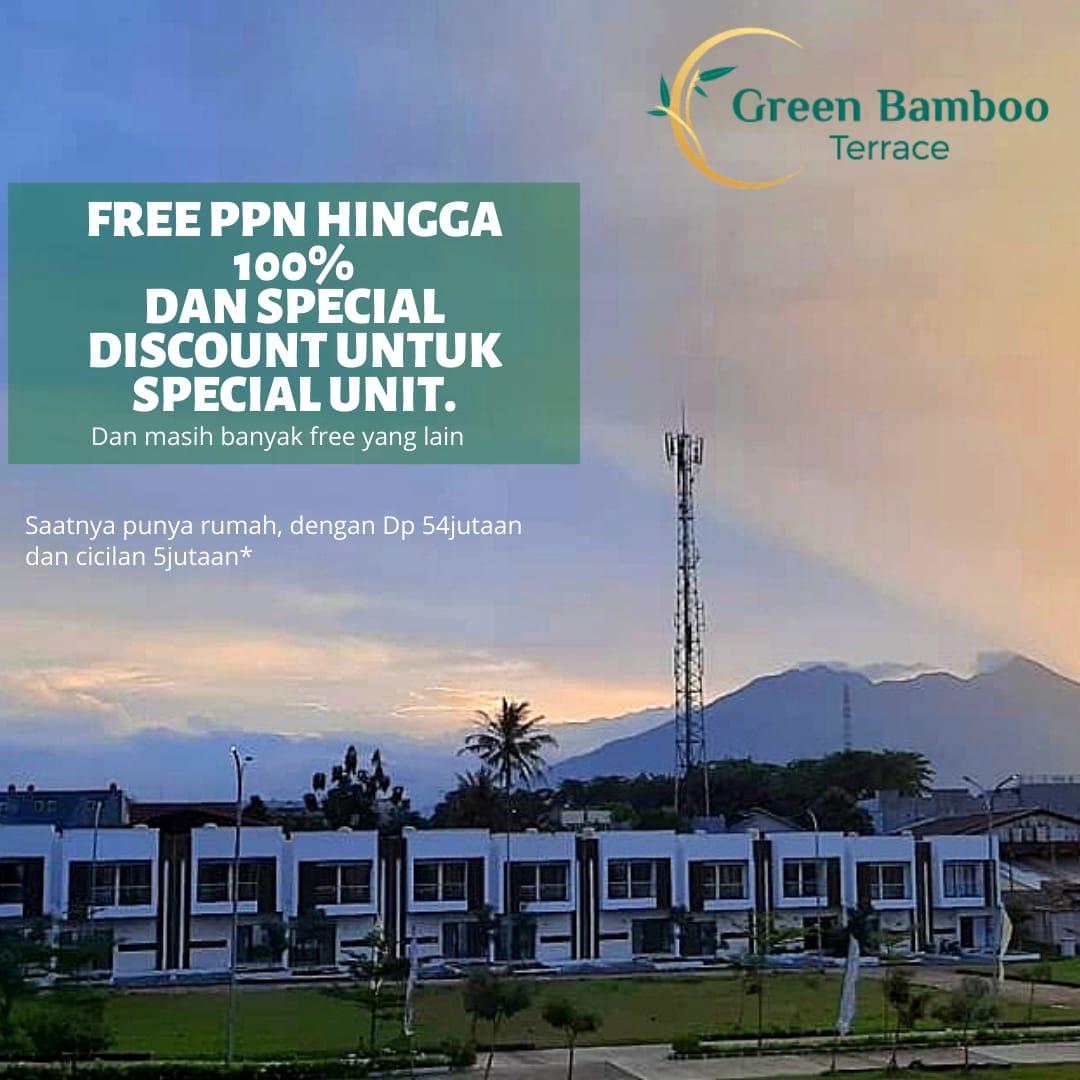 Green Bamboo
Terrace
FREE PPN HINGGA
100%
DAN SPECIAL
DISCOUNT UNTUK
SPECIAL UNIT.
Dan masih banyak free yang lain
Saatnya punya rumah, dengan Dp 54jutaan
dan cicilan 5jutaan*